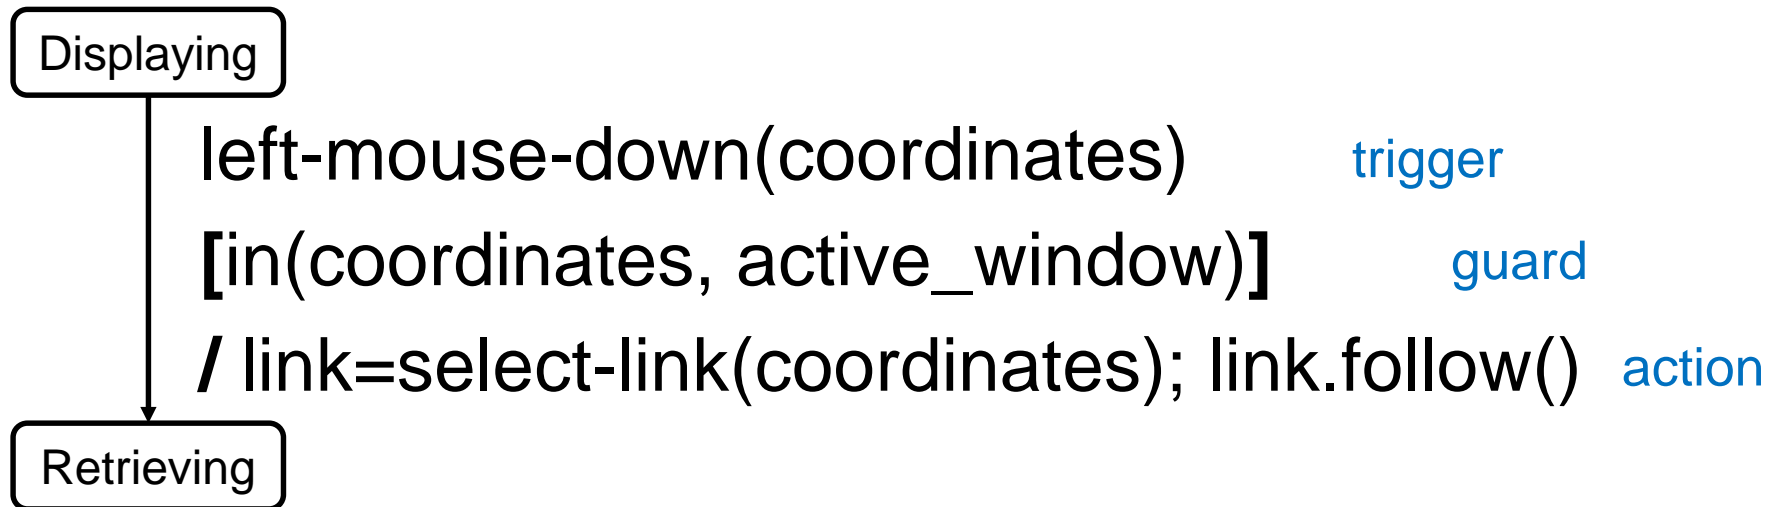 Displaying
left-mouse-down(coordinates) trigger
[in(coordinates, active_window)] guard
/ link=select-link(coordinates); link.follow() action
Retrieving